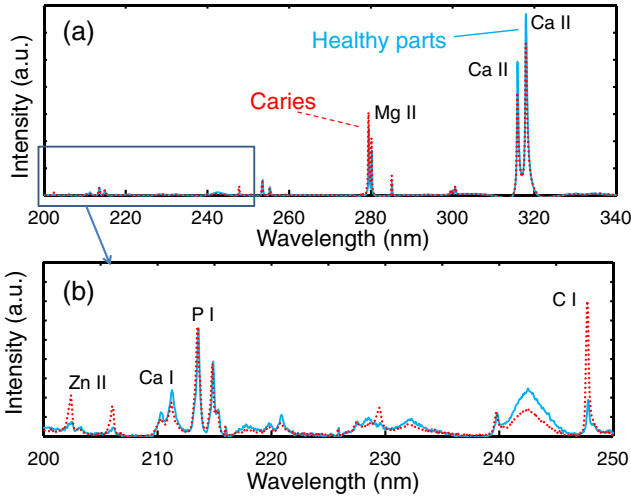 (a)
Intensity (a.u.)
Healthy parts
Ca II
Ca II
Caries
Mg II
200 220 240 260 280 300 320 340
Wavelength (nm)
(b)
Intensity (a.u.)
P I
C I
Zn II
Ca I
200 210 220 230 240 250
Wavelength (nm)